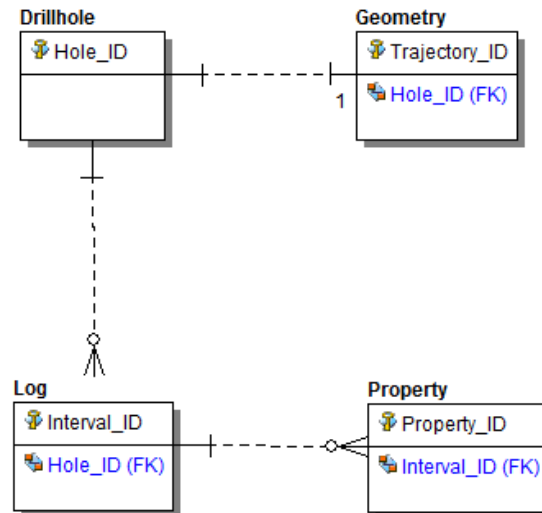 Drillhole
Hole_ID
Geometry
Trajectory_ID
Hole_ID (FK)
1
Log
Interval_ID
Hole_ID (FK)
Property
Property_ID
Interval_ID (FK)